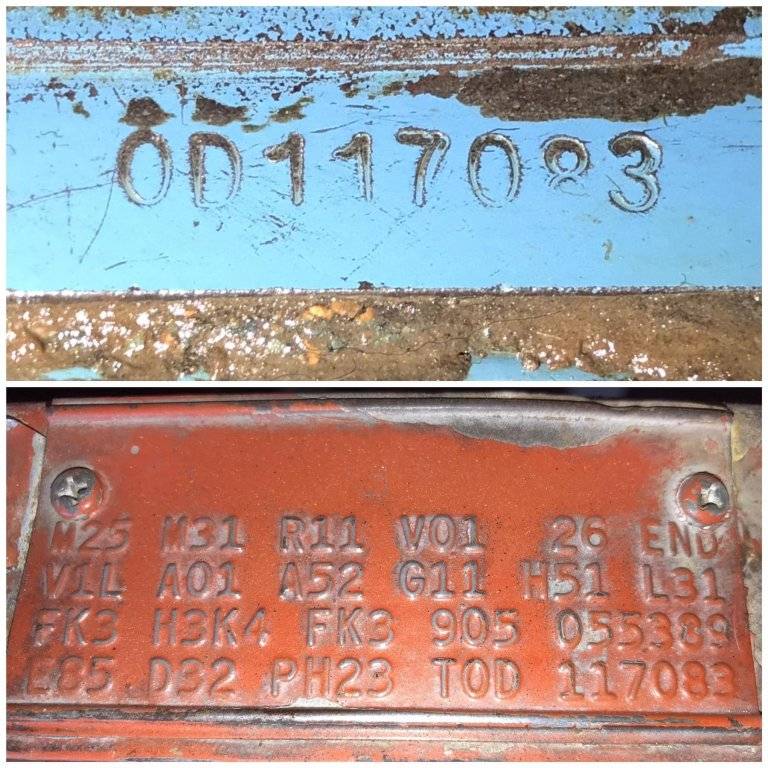 0D117083
M25 M31 R11 V01 26 END
V1L A01 A52 G11 H51 L31
FK3 H3K4 FK3 905 055389
E85 D32 PH23 TOD 117083